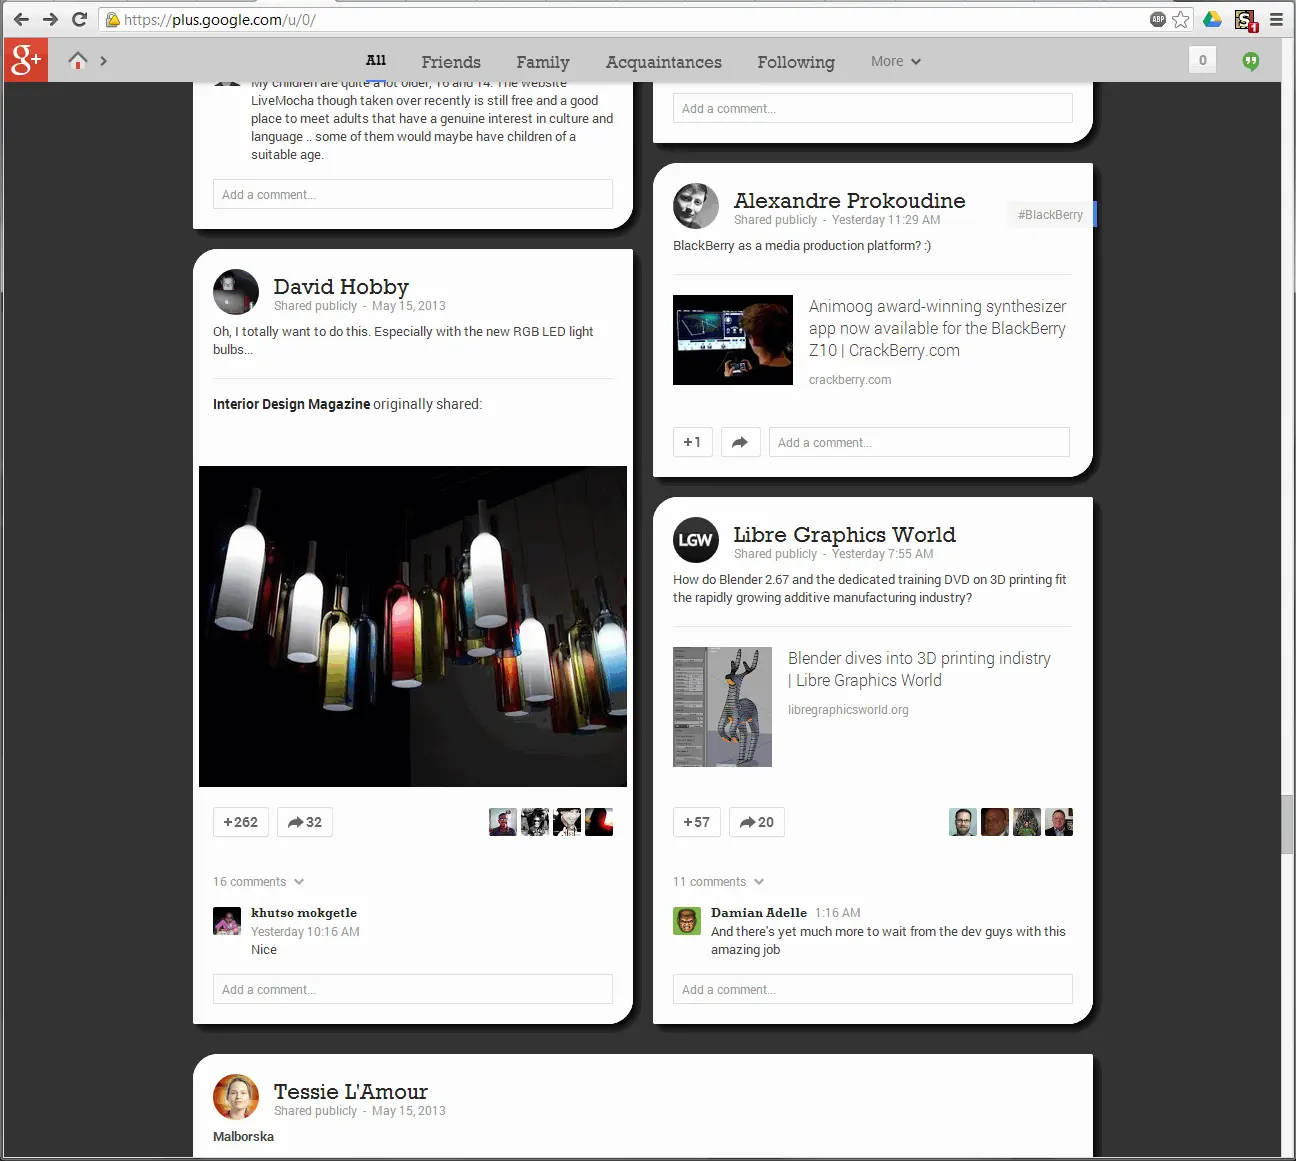 https://plus.google.com/u/0/
ABP
S
1
g+
All
Friends
Family
Acquaintances
Following
More
0
My children are quite a lot older, 16 and 14. The website
LiveMocha though taken over recently is still free and a good
place to meet adults that have a genuine interest in culture and
language .. some of them would maybe have children of a
suitable age.
Add a comment...
David Hobby
Shared publicly - May 15, 2013
Oh, I totally want to do this. Especially with the new RGB LED light
bulbs...
Interior Design Magazine originally shared:
+262
32
16 comments
khutso mokgetle
Yesterday 10:16 AM
Nice
Add a comment...
Add a comment...
Alexandre Prokoudine
Shared publicly - Yesterday 11:29 AM
#BlackBerry
BlackBerry as a media production platform? :)
Animoog award-winning synthesizer
app now available for the BlackBerry
Z10 | CrackBerry.com
crackberry.com
+1
Add a comment...
LGW
Libre Graphics World
Shared publicly - Yesterday 7:55 AM
How do Blender 2.67 and the dedicated training DVD on 3D printing fit
the rapidly growing additive manufacturing industry?
Blender dives into 3D printing indistry
| Libre Graphics World
libregraphicsworld.org
+57
20
11 comments
Damian Adelle 1:16 AM
And there's yet much more to wait from the dev guys with this
amazing job
Add a comment...
Tessie L'Amour
Shared publicly - May 15, 2013
Malborska